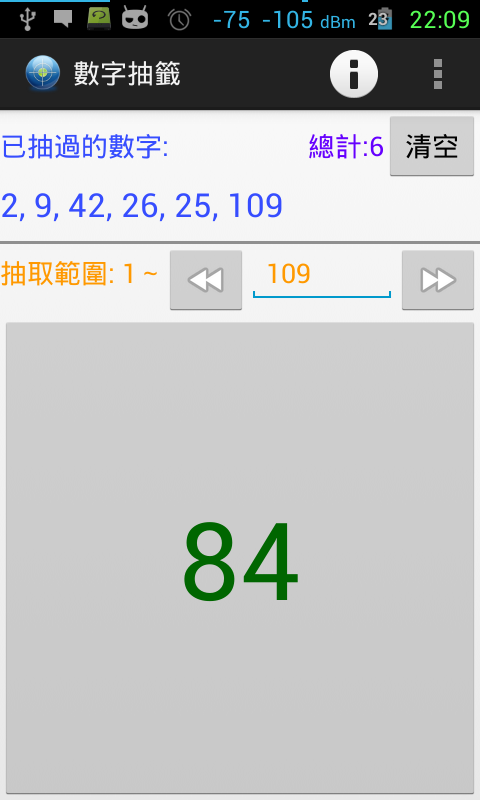 -75 -105 dBm 23 22:09
數字抽籤
已抽過的數字: 總計:6 清空
2, 9, 42, 26, 25, 109
抽取範圍: 1 ~ 109
84